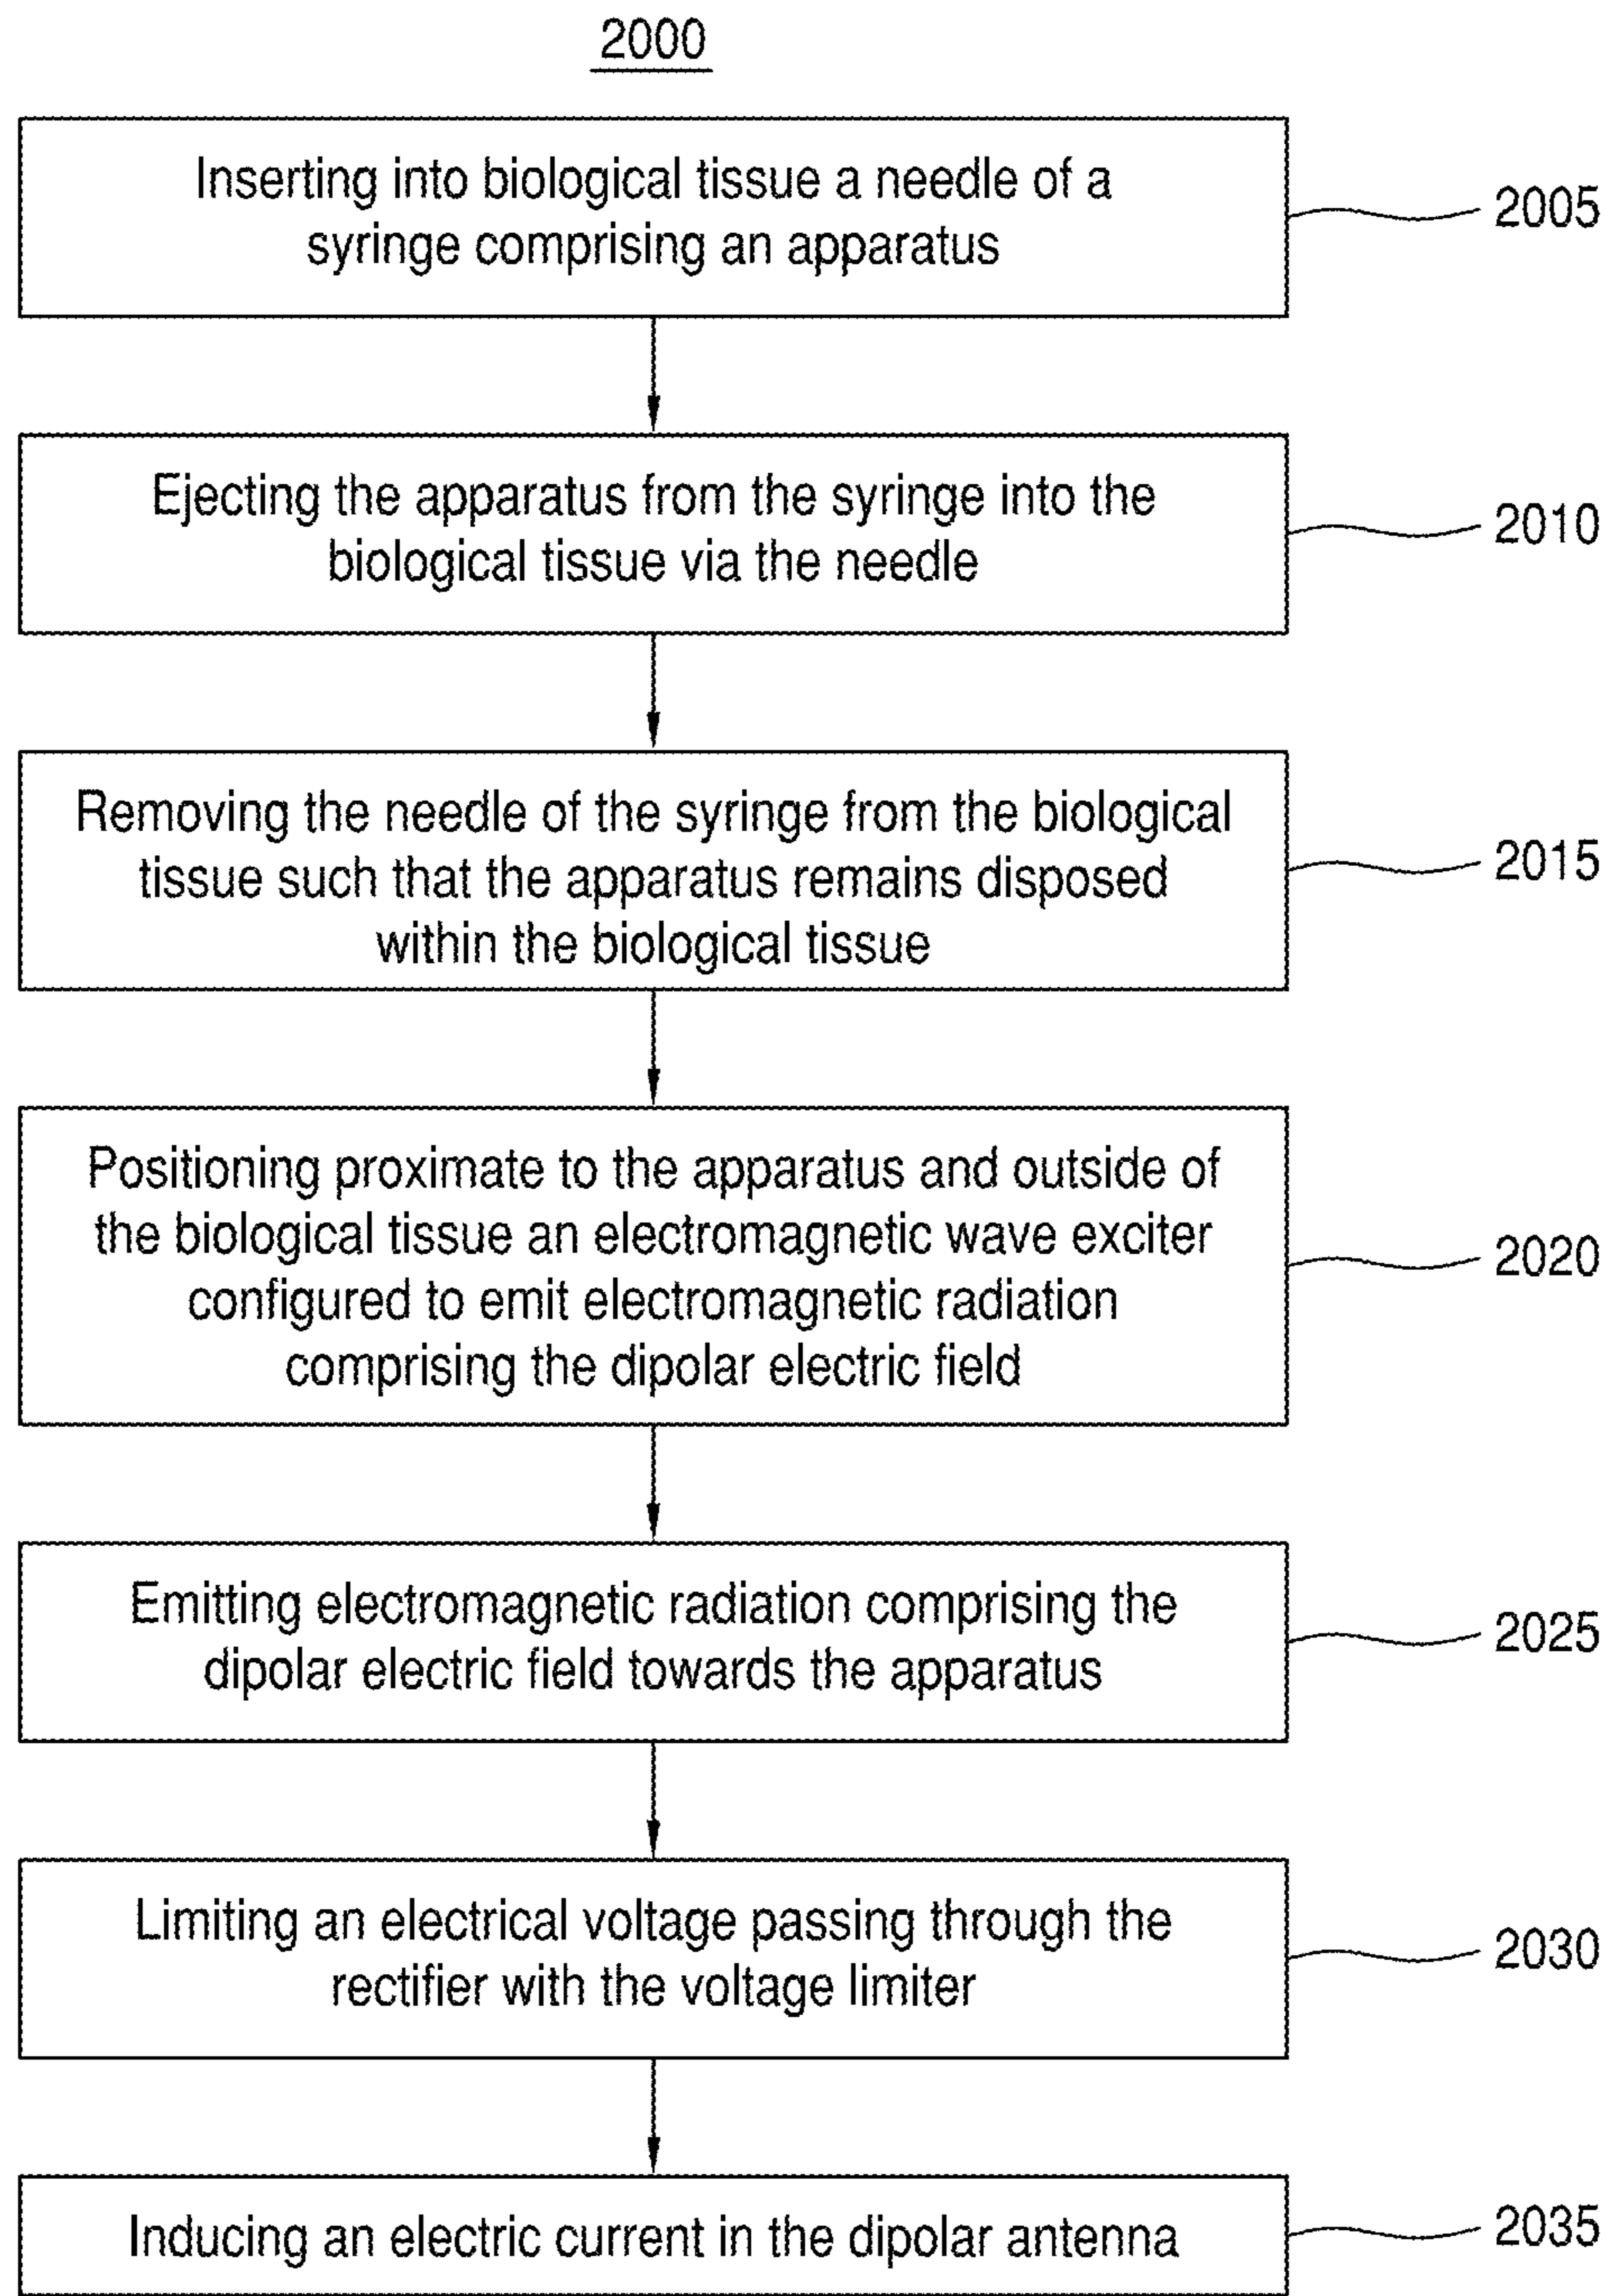 2000
Inserting into biological tissue a needle of a
syringe comprising an apparatus
2005
Ejecting the apparatus from the syringe into the
biological tissue via the needle
2010
Removing the needle of the syringe from the biological
tissue such that the apparatus remains disposed
within the biological tissue
2015
Positioning proximate to the apparatus and outside of
the biological tissue an electromagnetic wave exciter
configured to emit electromagnetic radiation
comprising the dipolar electric field
2020
Emitting electromagnetic radiation comprising the
dipolar electric field towards the apparatus
2025
Limiting an electrical voltage passing through the
rectifier with the voltage limiter
2030
Inducing an electric current in the dipolar antenna
2035